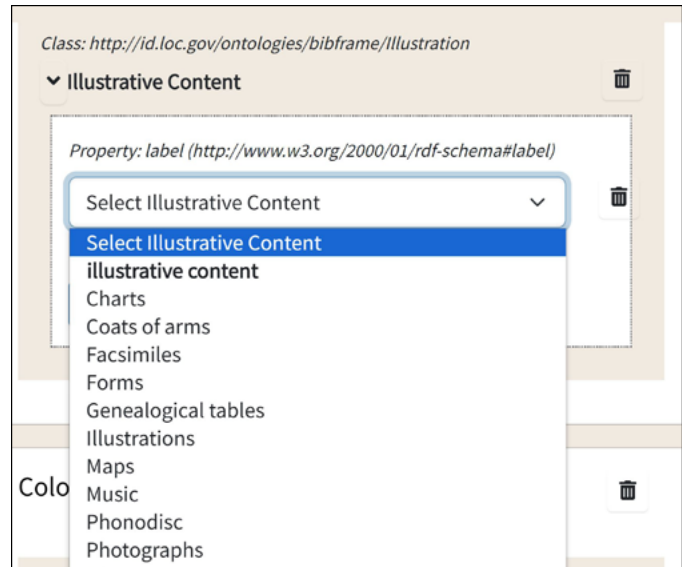 Class: http://id.loc.gov/ontologies/bibframe/Illustration
Illustrative Content
Property: label (http://www.w3.org/2000/01/rdf-schema#label)
Select Illustrative Content
Select Illustrative Content
illustrative content
Charts
Coats of arms
Facsimiles
Forms
Genealogical tables
Illustrations
Maps
Colo
Music
Phonodisc
Photographs